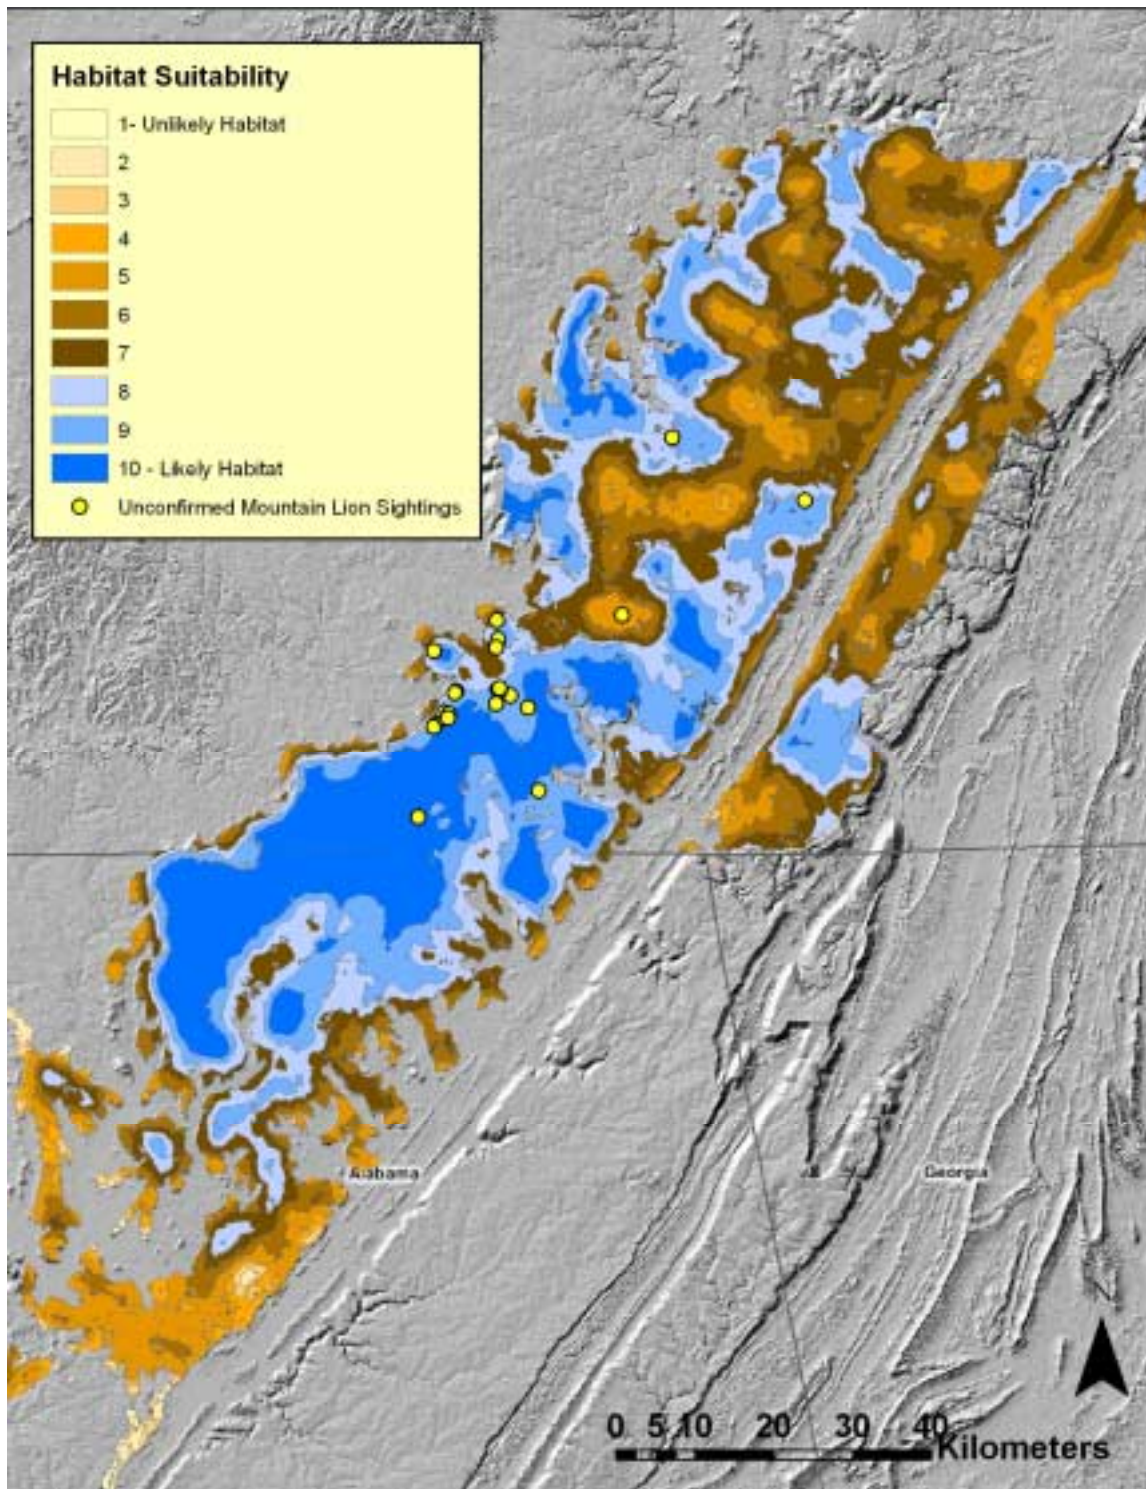 Habitat Suitability
1- Unlikely Habitat
2
3
4
5
6
7
8
9
10 - Likely Habitat
Unconfirmed Mountain Lion Sightings
Alabama
Georgia
0 5 10 20 30 40
Kilometers